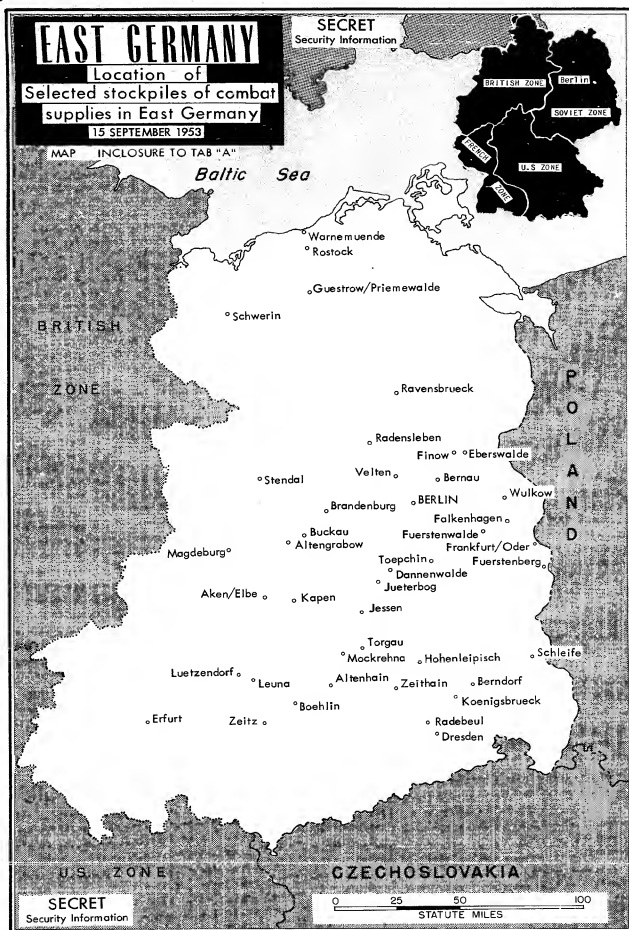 EAST GERMANY
Location of
Selected stockpiles of combat
supplies in East Germany
15 SEPTEMBER 1953
MAP INCLOSURE TO TAB "A"
SECRET
Security Information
BRITISH ZONE
Berlin
SOVIET ZONE
FRENCH
ZONE
U.S ZONE
Baltic Sea
Warnemuende
Rostock
Guestrow/Priemewalde
Schwerin
BRITISH
ZONE
POLAND
Ravensbrueck
Radensleben
Finow
Eberswalde
Stendal
Velten
Bernau
Wulkow
Brandenburg
BERLIN
Falkenhagen
Buckau
Altengrabow
Fuerstenwalde
Frankfurt/Oder
Magdeburg
Toepchin
Fuerstenberg
Dannenwalde
Jueterbog
Aken/Elbe
Kapen
Jessen
Torgau
Mockrehna
Hohenleipisch
Schleife
Luetzendorf
Leuna
Altenhain
Zeithain
Berndorf
Boehlin
Koenigsbrueck
Erfurt
Zeitz
Radebeul
Dresden
U.S. ZONE
CZECHOSLOVAKIA
SECRET
Security Information
0 25 50 100
STATUTE MILES